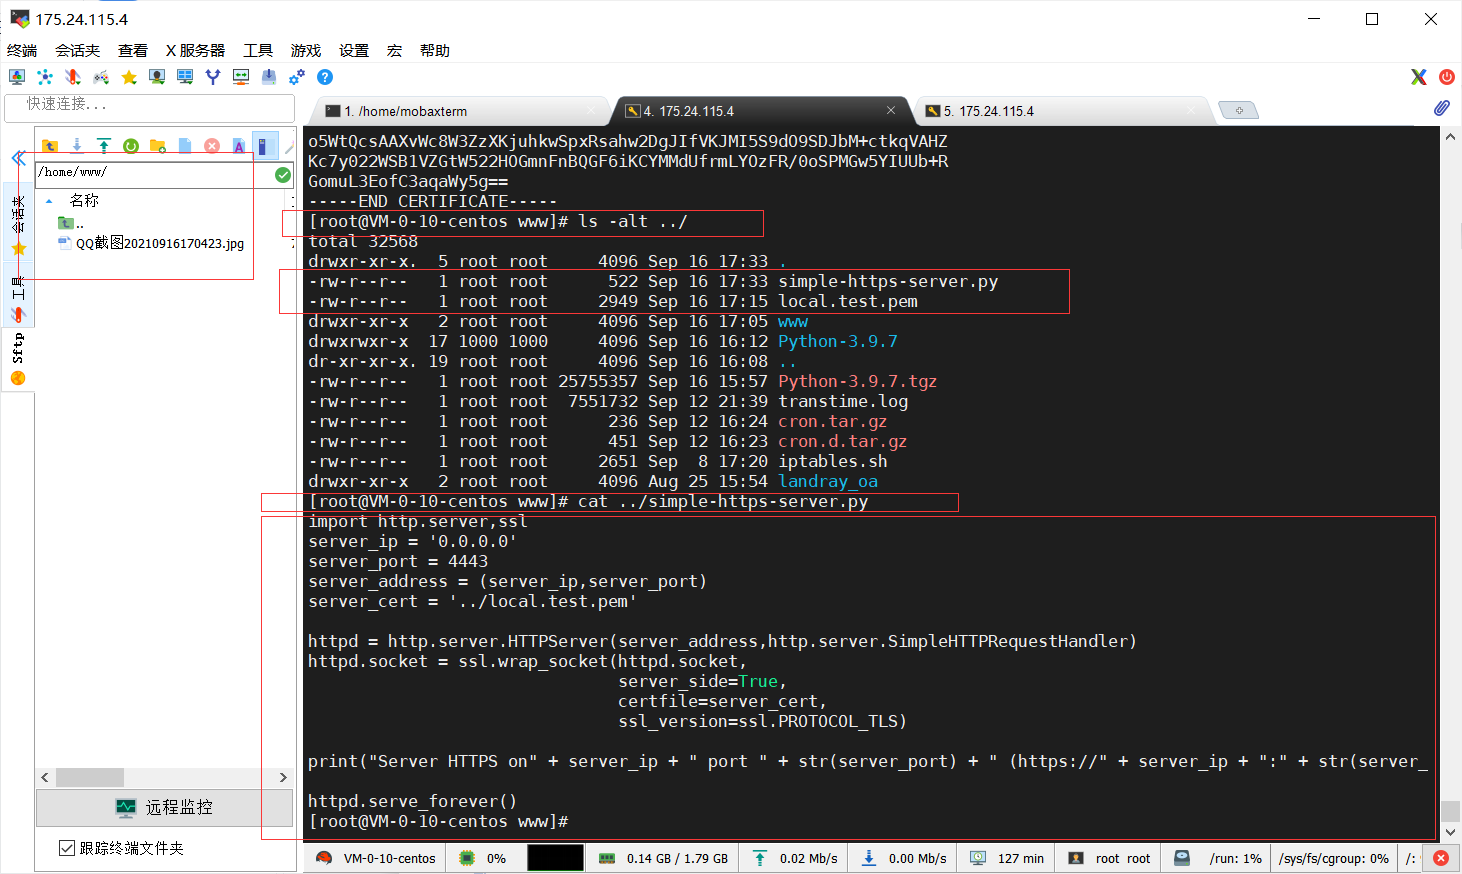 175.24.115.4
终端 会话夹 查看 X 服务器 工具 游戏 设置 宏 帮助
快速连接...
1. /home/mobaxterm
4. 175.24.115.4
5. 175.24.115.4
/home/www/
名称
..
QQ截图20210916170423.jpg
会话夹
工具
Sftp
远程监控
跟踪终端文件夹
o5WtQcsAAXvWc8W3ZzXKjuhkwSpxRsahw2DgJIfVKJMI5S9dO9SDJbM+ctkqVAHZ
Kc7y022WSB1VZGtW522HOGmnFnBQGF6iKCYMMdUfrmLYOzFR/0oSPMGw5YIUUb+R
GomuL3EofC3aqaWy5g==
-----END CERTIFICATE-----
[root@VM-0-10-centos www]# ls -alt ../
total 32568
drwxr-xr-x.  5 root root     4096 Sep 16 17:33 .
-rw-r--r--   1 root root      522 Sep 16 17:33 simple-https-server.py
-rw-r--r--   1 root root     2949 Sep 16 17:15 local.test.pem
drwxr-xr-x   2 root root     4096 Sep 16 17:05 www
drwxrwxr-x  17 1000 1000     4096 Sep 16 16:12 Python-3.9.7
dr-xr-xr-x. 19 root root     4096 Sep 16 16:08 ..
-rw-r--r--   1 root root 25755357 Sep 16 15:57 Python-3.9.7.tgz
-rw-r--r--   1 root root  7551732 Sep 12 21:39 transtime.log
-rw-r--r--   1 root root      236 Sep 12 16:24 cron.tar.gz
-rw-r--r--   1 root root      451 Sep 12 16:23 cron.d.tar.gz
-rw-r--r--   1 root root     2651 Sep  8 17:20 iptables.sh
drwxr-xr-x   2 root root     4096 Aug 25 15:54 landray_oa
[root@VM-0-10-centos www]# cat ../simple-https-server.py
import http.server,ssl
server_ip = '0.0.0.0'
server_port = 4443
server_address = (server_ip,server_port)
server_cert = '../local.test.pem'
httpd = http.server.HTTPServer(server_address,http.server.SimpleHTTPRequestHandler)
httpd.socket = ssl.wrap_socket(httpd.socket,
server_side=True,
certfile=server_cert,
ssl_version=ssl.PROTOCOL_TLS)
print("Server HTTPS on" + server_ip + " port " + str(server_port) + " (https://" + server_ip + ":" + str(server_
httpd.serve_forever()
[root@VM-0-10-centos www]#
VM-0-10-centos 0% 0.14 GB / 1.79 GB 0.02 Mb/s 0.00 Mb/s 127 min root root /run: 1% /sys/fs/cgroup: 0% /: